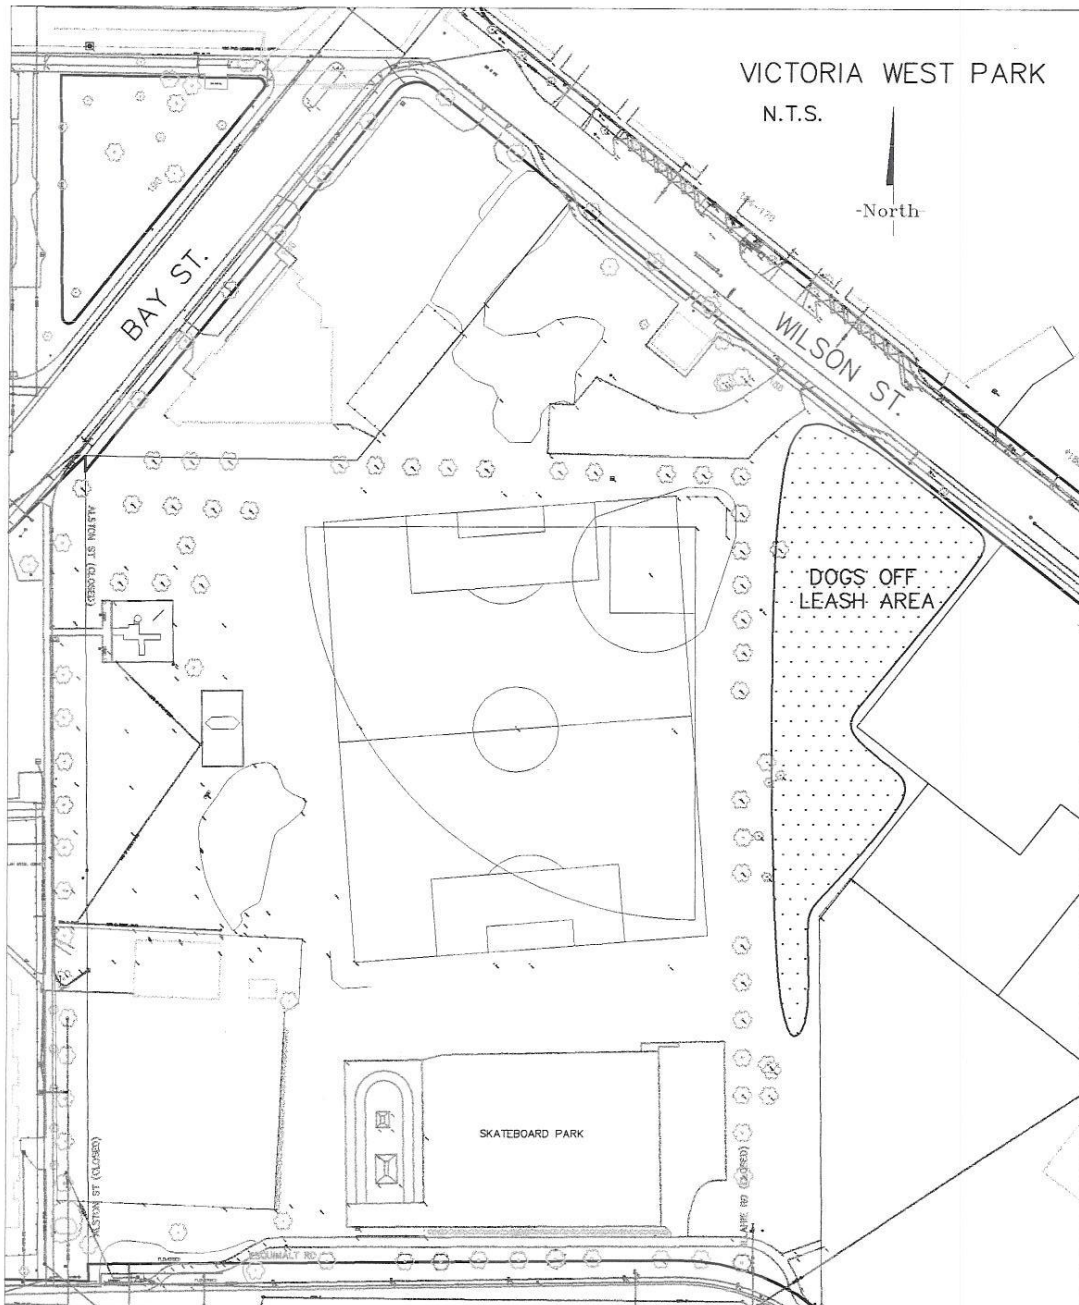 VICTORIA WEST PARK
N.T.S.
-North-
BAY ST.
WILSON ST.
ALSTON ST (CLOSED)
DOGS OFF
LEASH AREA
SKATEBOARD PARK
ALSTON ST (CLOSED)
ESQUIMALT RD